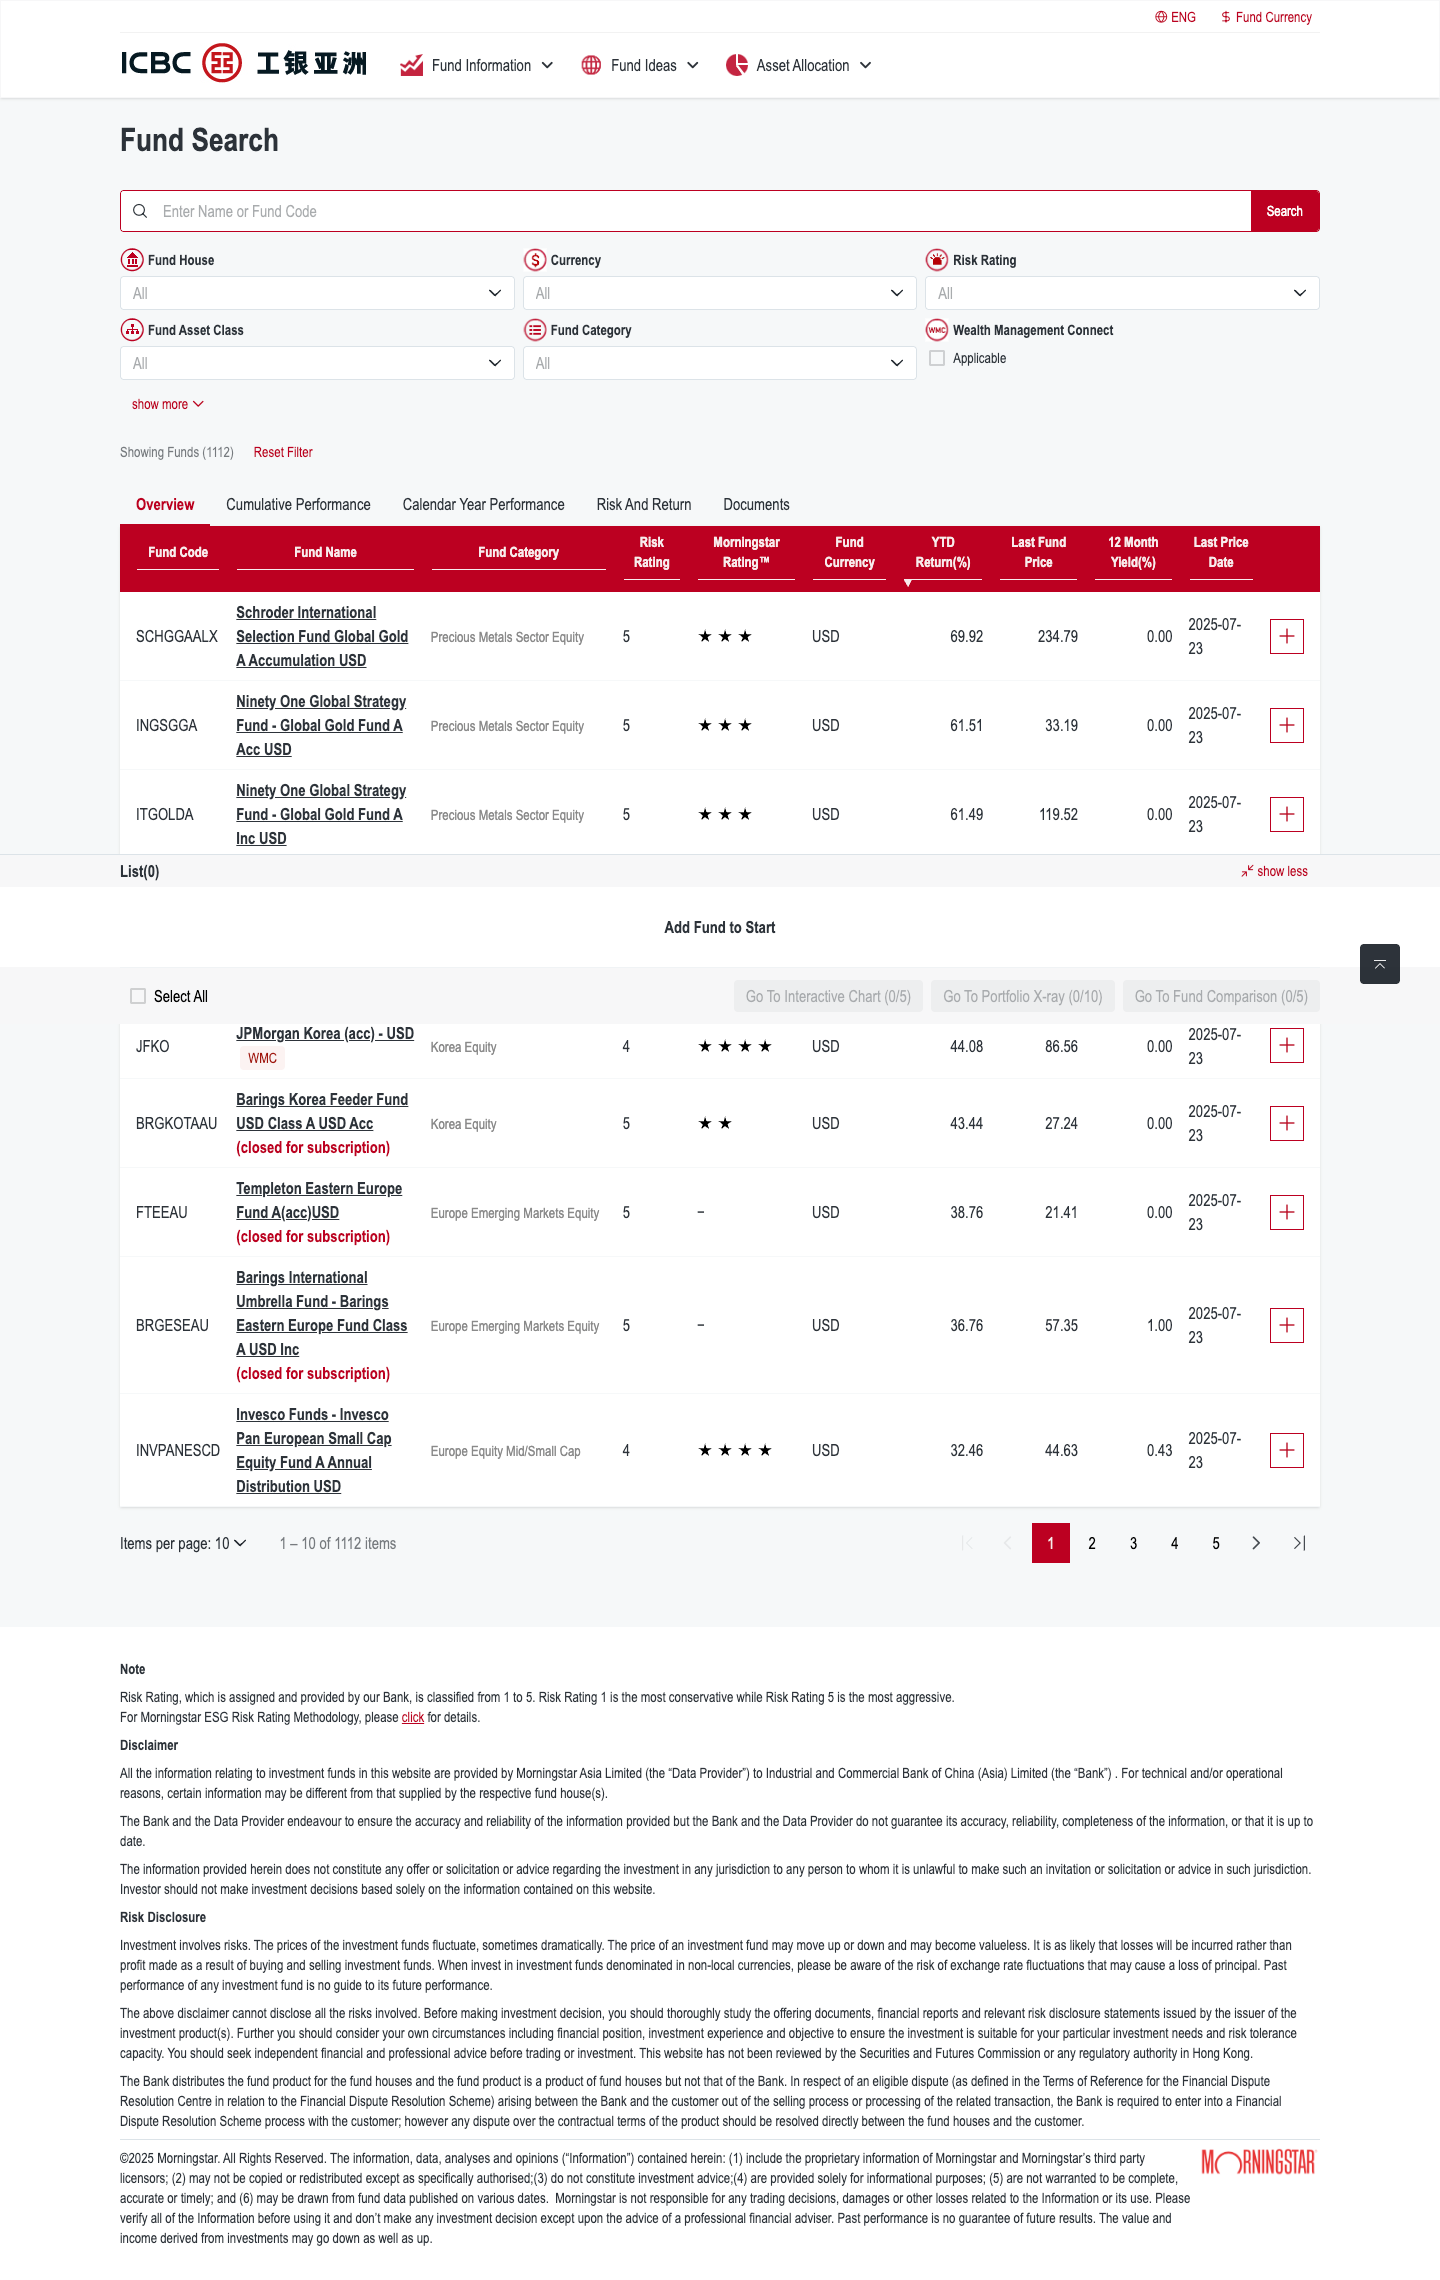 ENG
Fund Currency
ICBC 工银亚洲
Fund Information
Fund Ideas
Asset Allocation
Fund Search
Enter Name or Fund Code
Search
Fund House
Currency
Risk Rating
All
All
All
Fund Asset Class
Fund Category
WMC Wealth Management Connect
All
All
Applicable
show more
Showing Funds (1112)
Reset Filter
Overview
Cumulative Performance
Calendar Year Performance
Risk And Return
Documents
Fund Code
Fund Name
Fund Category
Risk
Rating
Morningstar
Rating™
Fund
Currency
YTD
Return(%)
Last Fund
Price
12 Month
Yield(%)
Last Price
Date
SCHGGAALX
Schroder International
Selection Fund Global Gold
A Accumulation USD
Precious Metals Sector Equity
5
★ ★ ★
USD
69.92
234.79
0.00
2025-07-
23
INGSGGA
Ninety One Global Strategy
Fund - Global Gold Fund A
Acc USD
Precious Metals Sector Equity
5
★ ★ ★
USD
61.51
33.19
0.00
2025-07-
23
ITGOLDA
Ninety One Global Strategy
Fund - Global Gold Fund A
Inc USD
Precious Metals Sector Equity
5
★ ★ ★
USD
61.49
119.52
0.00
2025-07-
23
List(0)
show less
Add Fund to Start
Select All
Go To Interactive Chart (0/5)
Go To Portfolio X-ray (0/10)
Go To Fund Comparison (0/5)
JFKO
JPMorgan Korea (acc) - USD
WMC
Korea Equity
4
★ ★ ★ ★
USD
44.08
86.56
0.00
2025-07-
23
BRGKOTAAU
Barings Korea Feeder Fund
USD Class A USD Acc
(closed for subscription)
Korea Equity
5
★ ★
USD
43.44
27.24
0.00
2025-07-
23
FTEEAU
Templeton Eastern Europe
Fund A(acc)USD
(closed for subscription)
Europe Emerging Markets Equity
5
–
USD
38.76
21.41
0.00
2025-07-
23
BRGESEAU
Barings International
Umbrella Fund - Barings
Eastern Europe Fund Class
A USD Inc
(closed for subscription)
Europe Emerging Markets Equity
5
–
USD
36.76
57.35
1.00
2025-07-
23
INVPANESCD
Invesco Funds - Invesco
Pan European Small Cap
Equity Fund A Annual
Distribution USD
Europe Equity Mid/Small Cap
4
★ ★ ★ ★
USD
32.46
44.63
0.43
2025-07-
23
Items per page: 10
1 – 10 of 1112 items
1 2 3 4 5
Note
Risk Rating, which is assigned and provided by our Bank, is classified from 1 to 5. Risk Rating 1 is the most conservative while Risk Rating 5 is the most aggressive.
For Morningstar ESG Risk Rating Methodology, please click for details.
Disclaimer
All the information relating to investment funds in this website are provided by Morningstar Asia Limited (the “Data Provider”) to Industrial and Commercial Bank of China (Asia) Limited (the “Bank”) . For technical and/or operational
reasons, certain information may be different from that supplied by the respective fund house(s).
The Bank and the Data Provider endeavour to ensure the accuracy and reliability of the information provided but the Bank and the Data Provider do not guarantee its accuracy, reliability, completeness of the information, or that it is up to
date.
The information provided herein does not constitute any offer or solicitation or advice regarding the investment in any jurisdiction to any person to whom it is unlawful to make such an invitation or solicitation or advice in such jurisdiction.
Investor should not make investment decisions based solely on the information contained on this website.
Risk Disclosure
Investment involves risks. The prices of the investment funds fluctuate, sometimes dramatically. The price of an investment fund may move up or down and may become valueless. It is as likely that losses will be incurred rather than
profit made as a result of buying and selling investment funds. When invest in investment funds denominated in non-local currencies, please be aware of the risk of exchange rate fluctuations that may cause a loss of principal. Past
performance of any investment fund is no guide to its future performance.
The above disclaimer cannot disclose all the risks involved. Before making investment decision, you should thoroughly study the offering documents, financial reports and relevant risk disclosure statements issued by the issuer of the
investment product(s). Further you should consider your own circumstances including financial position, investment experience and objective to ensure the investment is suitable for your particular investment needs and risk tolerance
capacity. You should seek independent financial and professional advice before trading or investment. This website has not been reviewed by the Securities and Futures Commission or any regulatory authority in Hong Kong.
The Bank distributes the fund product for the fund houses and the fund product is a product of fund houses but not that of the Bank. In respect of an eligible dispute (as defined in the Terms of Reference for the Financial Dispute
Resolution Centre in relation to the Financial Dispute Resolution Scheme) arising between the Bank and the customer out of the selling process or processing of the related transaction, the Bank is required to enter into a Financial
Dispute Resolution Scheme process with the customer; however any dispute over the contractual terms of the product should be resolved directly between the fund houses and the customer.
©2025 Morningstar. All Rights Reserved. The information, data, analyses and opinions (“Information”) contained herein: (1) include the proprietary information of Morningstar and Morningstar’s third party
licensors; (2) may not be copied or redistributed except as specifically authorised;(3) do not constitute investment advice;(4) are provided solely for informational purposes; (5) are not warranted to be complete,
accurate or timely; and (6) may be drawn from fund data published on various dates. Morningstar is not responsible for any trading decisions, damages or other losses related to the Information or its use. Please
verify all of the Information before using it and don’t make any investment decision except upon the advice of a professional financial adviser. Past performance is no guarantee of future results. The value and
income derived from investments may go down as well as up.
MORNINGSTAR